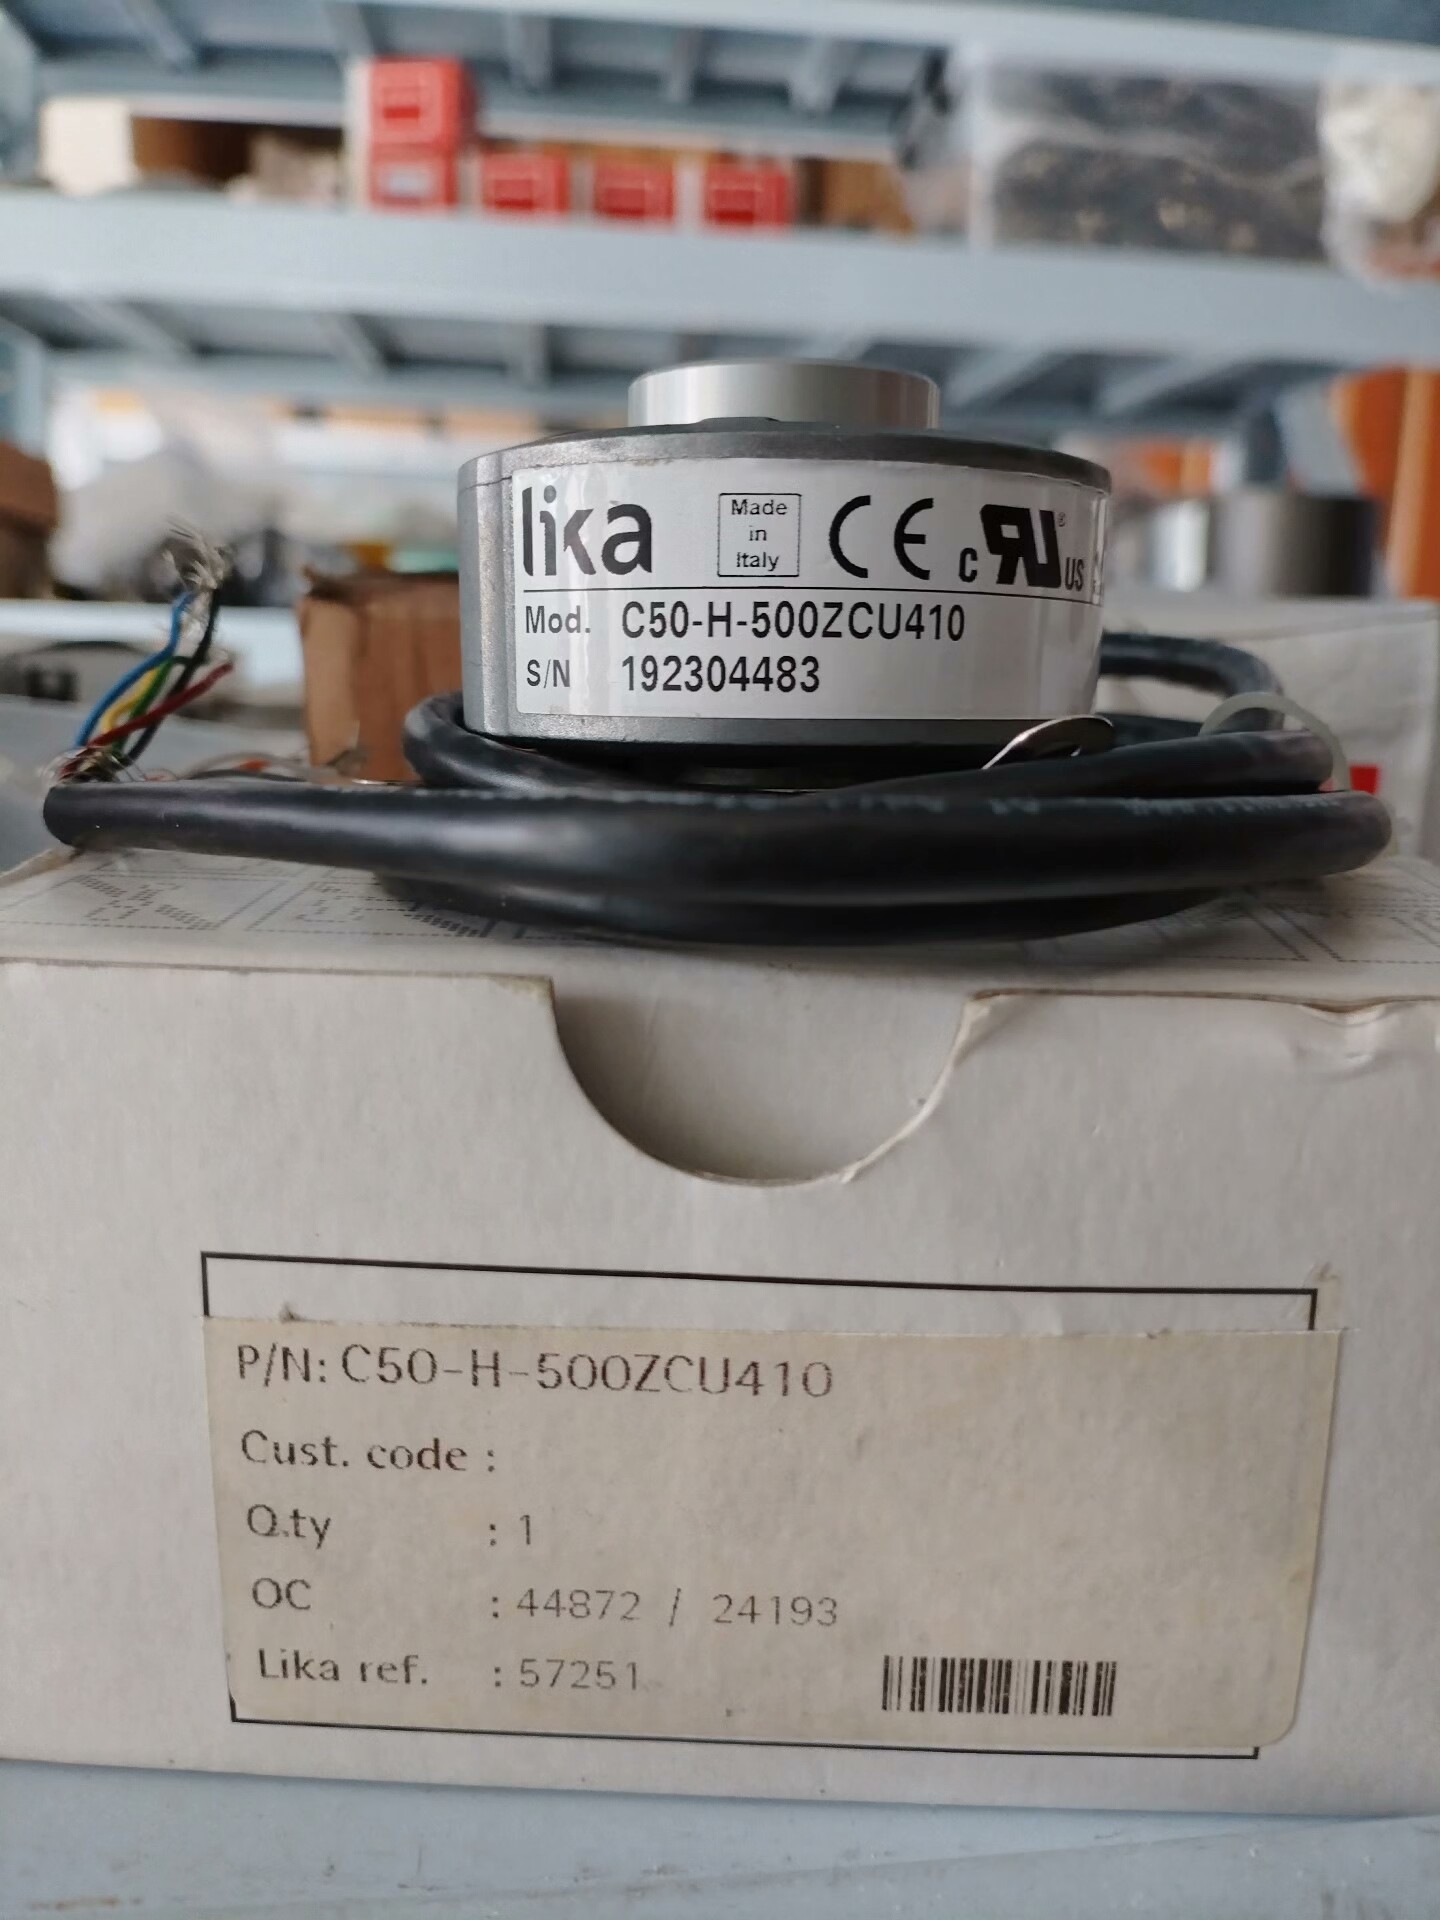 lika
Made
in
Italy
CE
c RU® US
Mod. C50-H-500ZCU410
S/N 192304483
P/N: C50-H-500ZCU410
Cust. code :
Q.ty : 1
OC : 44872 / 24193
Lika ref. : 57251